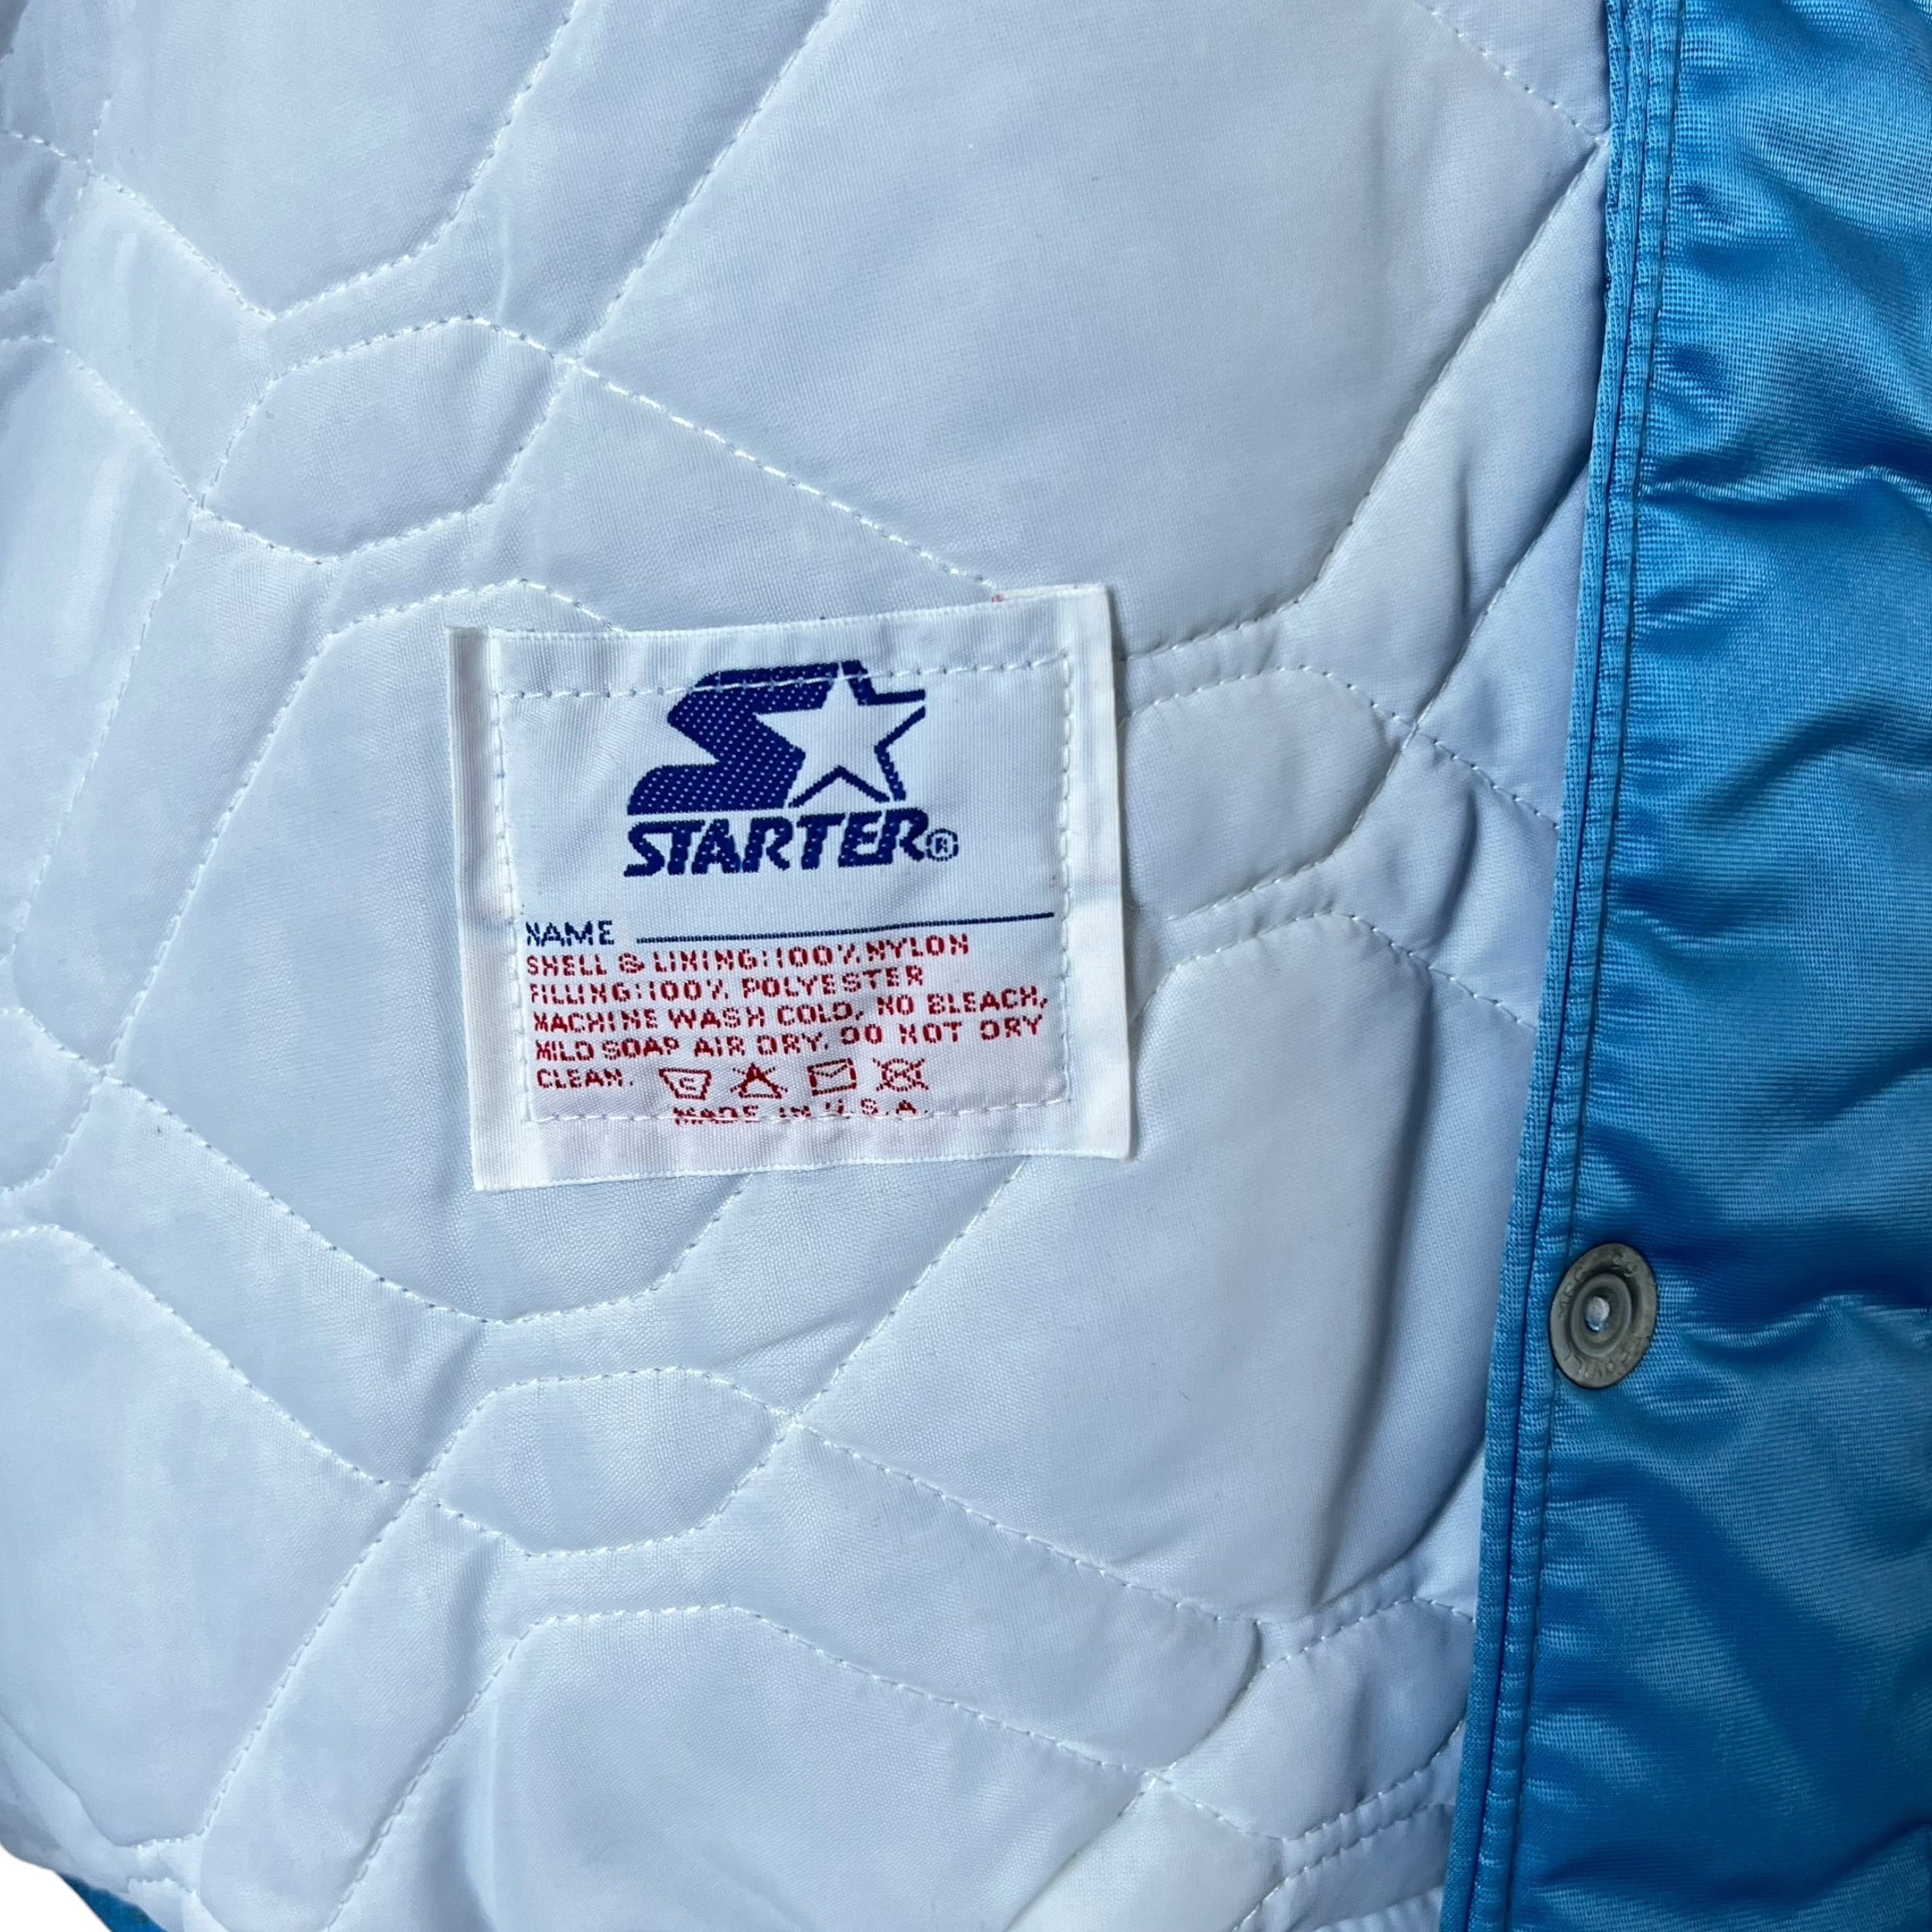 STARTER®
NAME
SHELL & LINING: 100% NYLON
FILLING: 100% POLYESTER
MACHINE WASH COLD, NO BLEACH,
MILD SOAP AIR DRY. DO NOT DRY
CLEAN.
MADE IN U.S.A.